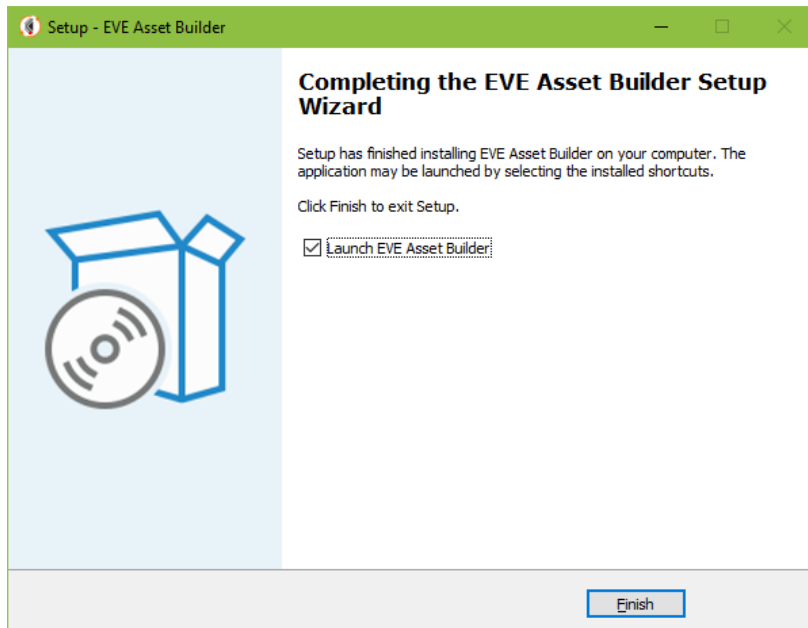 Setup - EVE Asset Builder
Completing the EVE Asset Builder Setup
Wizard
Setup has finished installing EVE Asset Builder on your computer. The
application may be launched by selecting the installed shortcuts.
Click Finish to exit Setup.
Launch EVE Asset Builder
Finish